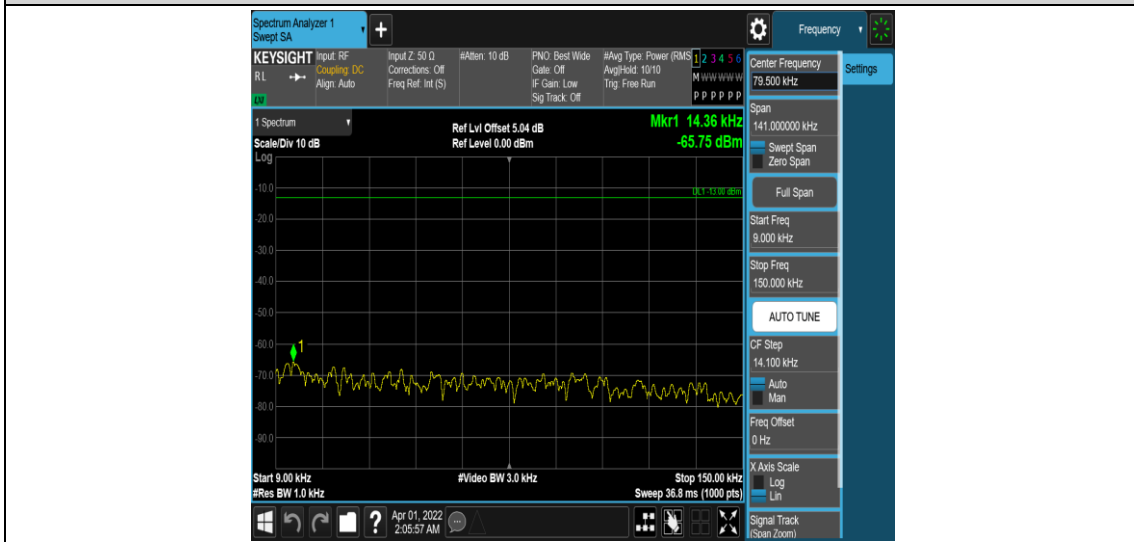 Spectrum Analyzer 1
Swept SA
+
Frequency
KEYSIGHT
RL
LXI
Input: RF
Coupling: DC
Align: Auto
Input Z: 50 Ω
Corrections: Off
Freq Ref: Int (S)
#Atten: 10 dB
PNO: Best Wide
Gate: Off
IF Gain: Low
Sig Track: Off
#Avg Type: Power (RMS
Avg|Hold: 10/10
Trig: Free Run
1 2 3 4 5 6
M W W W W W
P P P P P P
1 Spectrum
Scale/Div 10 dB
Log
Ref Lvl Offset 5.04 dB
Ref Level 0.00 dBm
Mkr1 14.36 kHz
-65.75 dBm
DL1 -13.00 dBm
-10.0
-20.0
-30.0
-40.0
-50.0
-60.0
-70.0
-80.0
-90.0
1
Start 9.00 kHz
#Res BW 1.0 kHz
#Video BW 3.0 kHz
Stop 150.00 kHz
Sweep 36.8 ms (1000 pts)
?
Apr 01, 2022
2:05:57 AM
Center Frequency
79.500 kHz
Settings
Span
141.000000 kHz
Swept Span
Zero Span
Full Span
Start Freq
9.000 kHz
Stop Freq
150.000 kHz
AUTO TUNE
CF Step
14.100 kHz
Auto
Man
Freq Offset
0 Hz
X Axis Scale
Log
Lin
Signal Track
(Span Zoom)